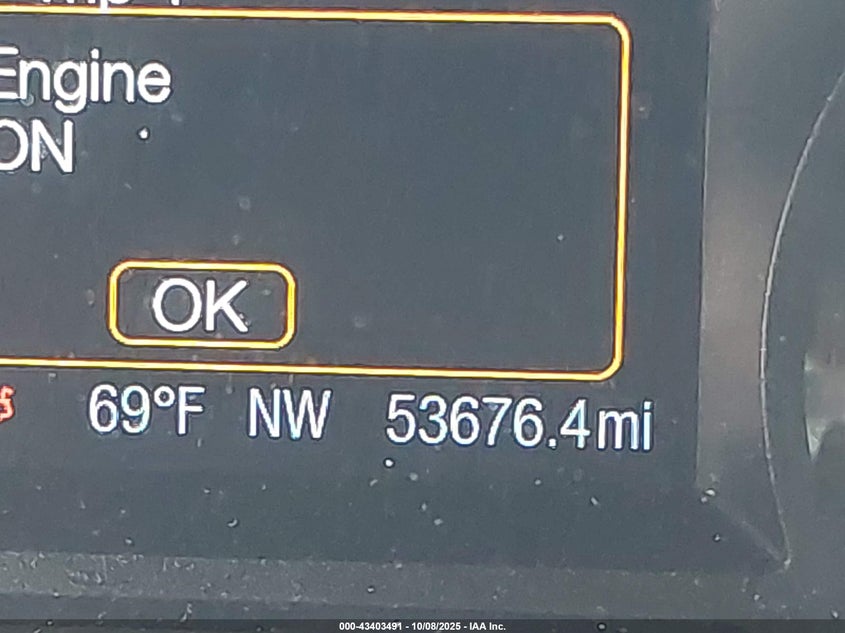 Engine
ON
OK
69°F NW 53676.4mi
000-43403491 - 10/08/2025 - IAA Inc.